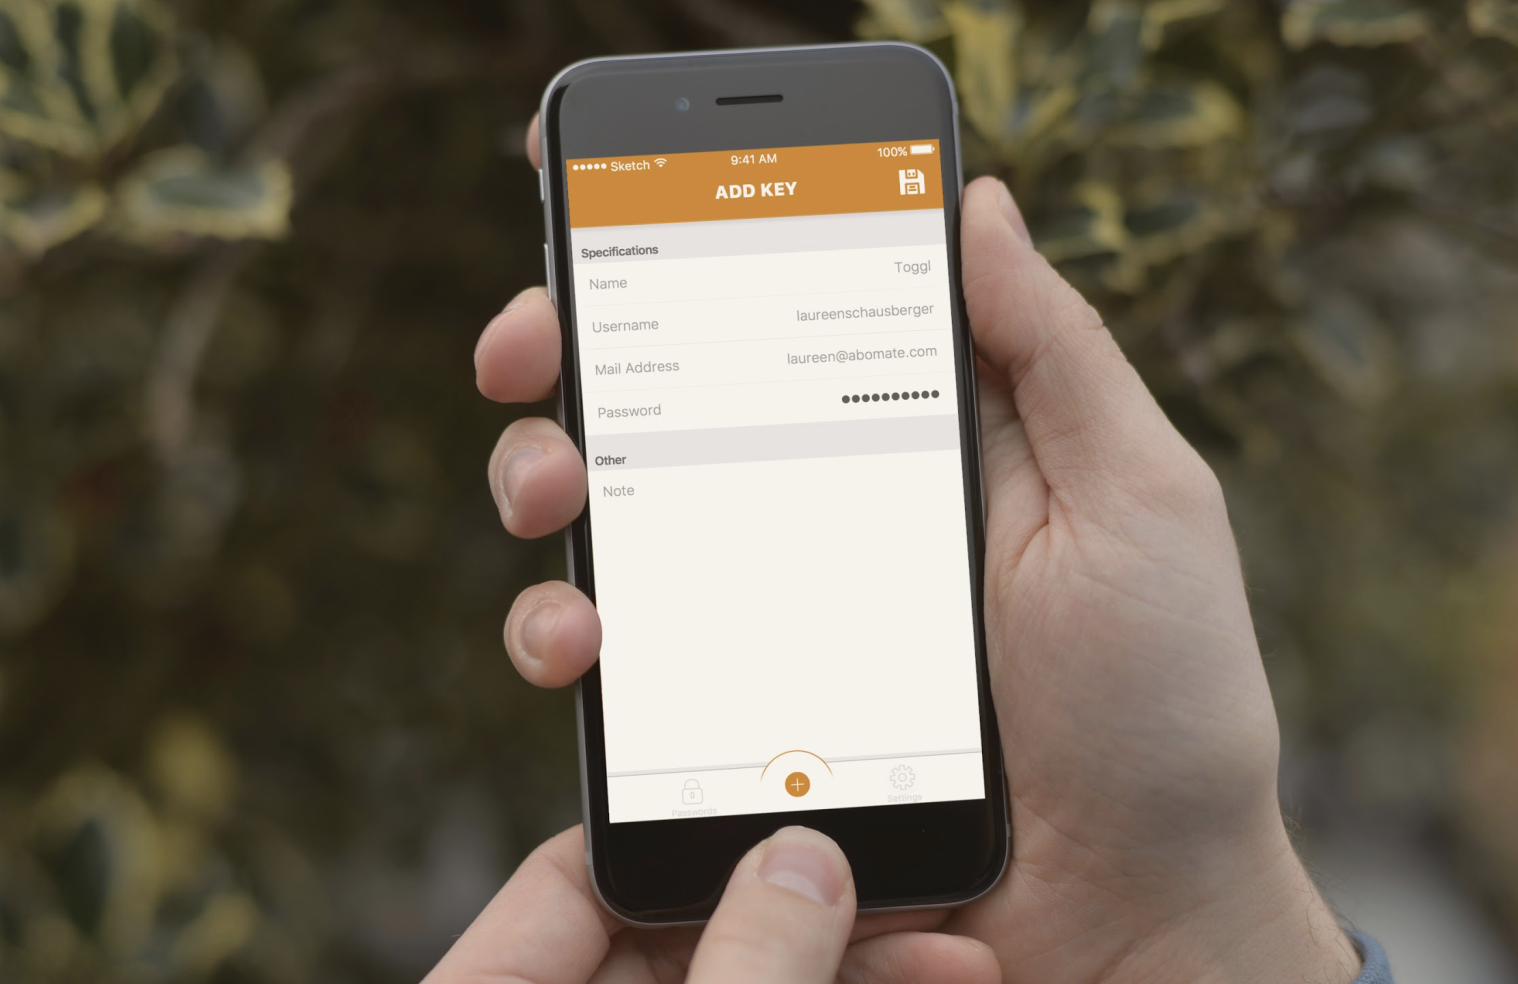 Sketch 9:41 AM 100%
ADD KEY
Specifications
Name Toggl
Username laureenschausberger
Mail Address laureen@abomate.com
Password ●●●●●●●●●●
Other
Note
Passwords Settings